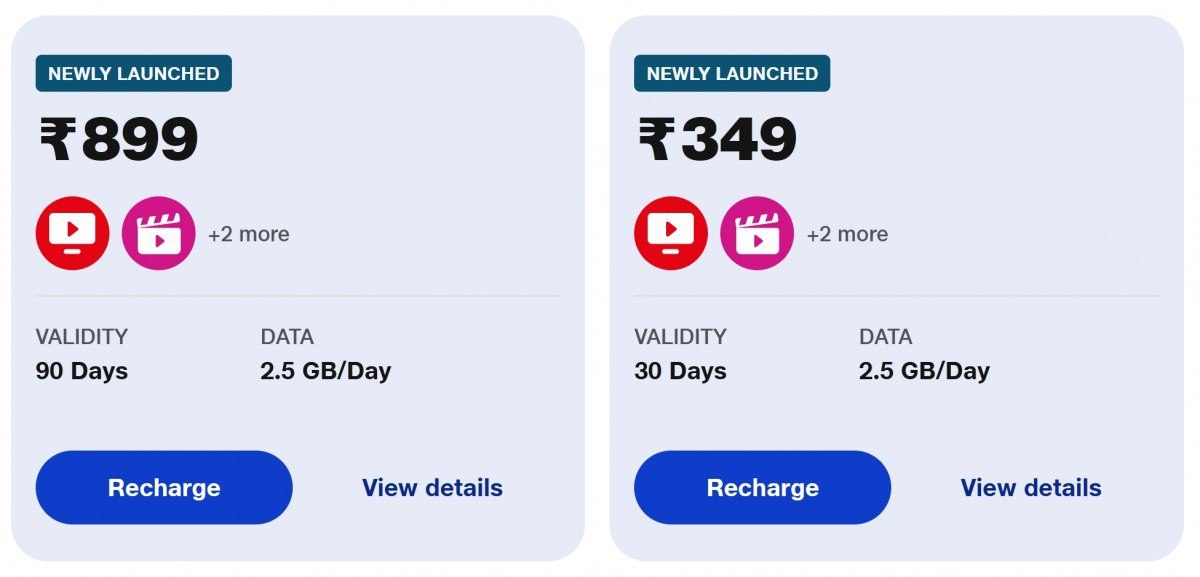 NEWLY LAUNCHED
₹899
+2 more
VALIDITY DATA
90 Days 2.5 GB/Day
Recharge View details
NEWLY LAUNCHED
₹349
+2 more
VALIDITY DATA
30 Days 2.5 GB/Day
Recharge View details